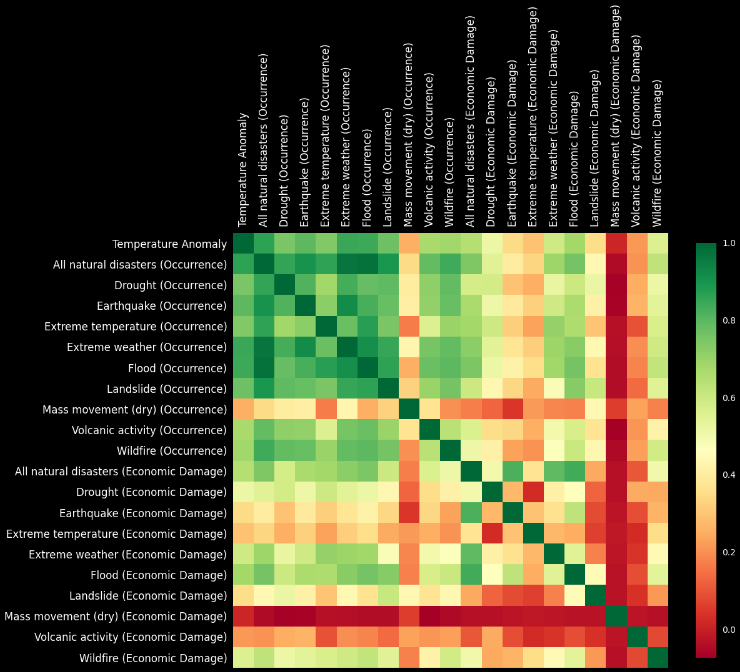 Temperature Anomaly
All natural disasters (Occurrence)
Drought (Occurrence)
Earthquake (Occurrence)
Extreme temperature (Occurrence)
Extreme weather (Occurrence)
Flood (Occurrence)
Landslide (Occurrence)
Mass movement (dry) (Occurrence)
Volcanic activity (Occurrence)
Wildfire (Occurrence)
All natural disasters (Economic Damage)
Drought (Economic Damage)
Earthquake (Economic Damage)
Extreme temperature (Economic Damage)
Extreme weather (Economic Damage)
Flood (Economic Damage)
Landslide (Economic Damage)
Mass movement (dry) (Economic Damage)
Volcanic activity (Economic Damage)
Wildfire (Economic Damage)
Temperature Anomaly
All natural disasters (Occurrence)
Drought (Occurrence)
Earthquake (Occurrence)
Extreme temperature (Occurrence)
Extreme weather (Occurrence)
Flood (Occurrence)
Landslide (Occurrence)
Mass movement (dry) (Occurrence)
Volcanic activity (Occurrence)
Wildfire (Occurrence)
All natural disasters (Economic Damage)
Drought (Economic Damage)
Earthquake (Economic Damage)
Extreme temperature (Economic Damage)
Extreme weather (Economic Damage)
Flood (Economic Damage)
Landslide (Economic Damage)
Mass movement (dry) (Economic Damage)
Volcanic activity (Economic Damage)
Wildfire (Economic Damage)
1.0
0.8
0.6
0.4
0.2
0.0